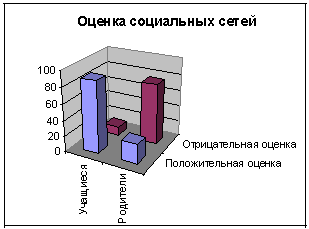 Оценка социальных сетей
100
80
60
40
20
0
Отрицательная оценка
Положительная оценка
Учащиеся
Родители